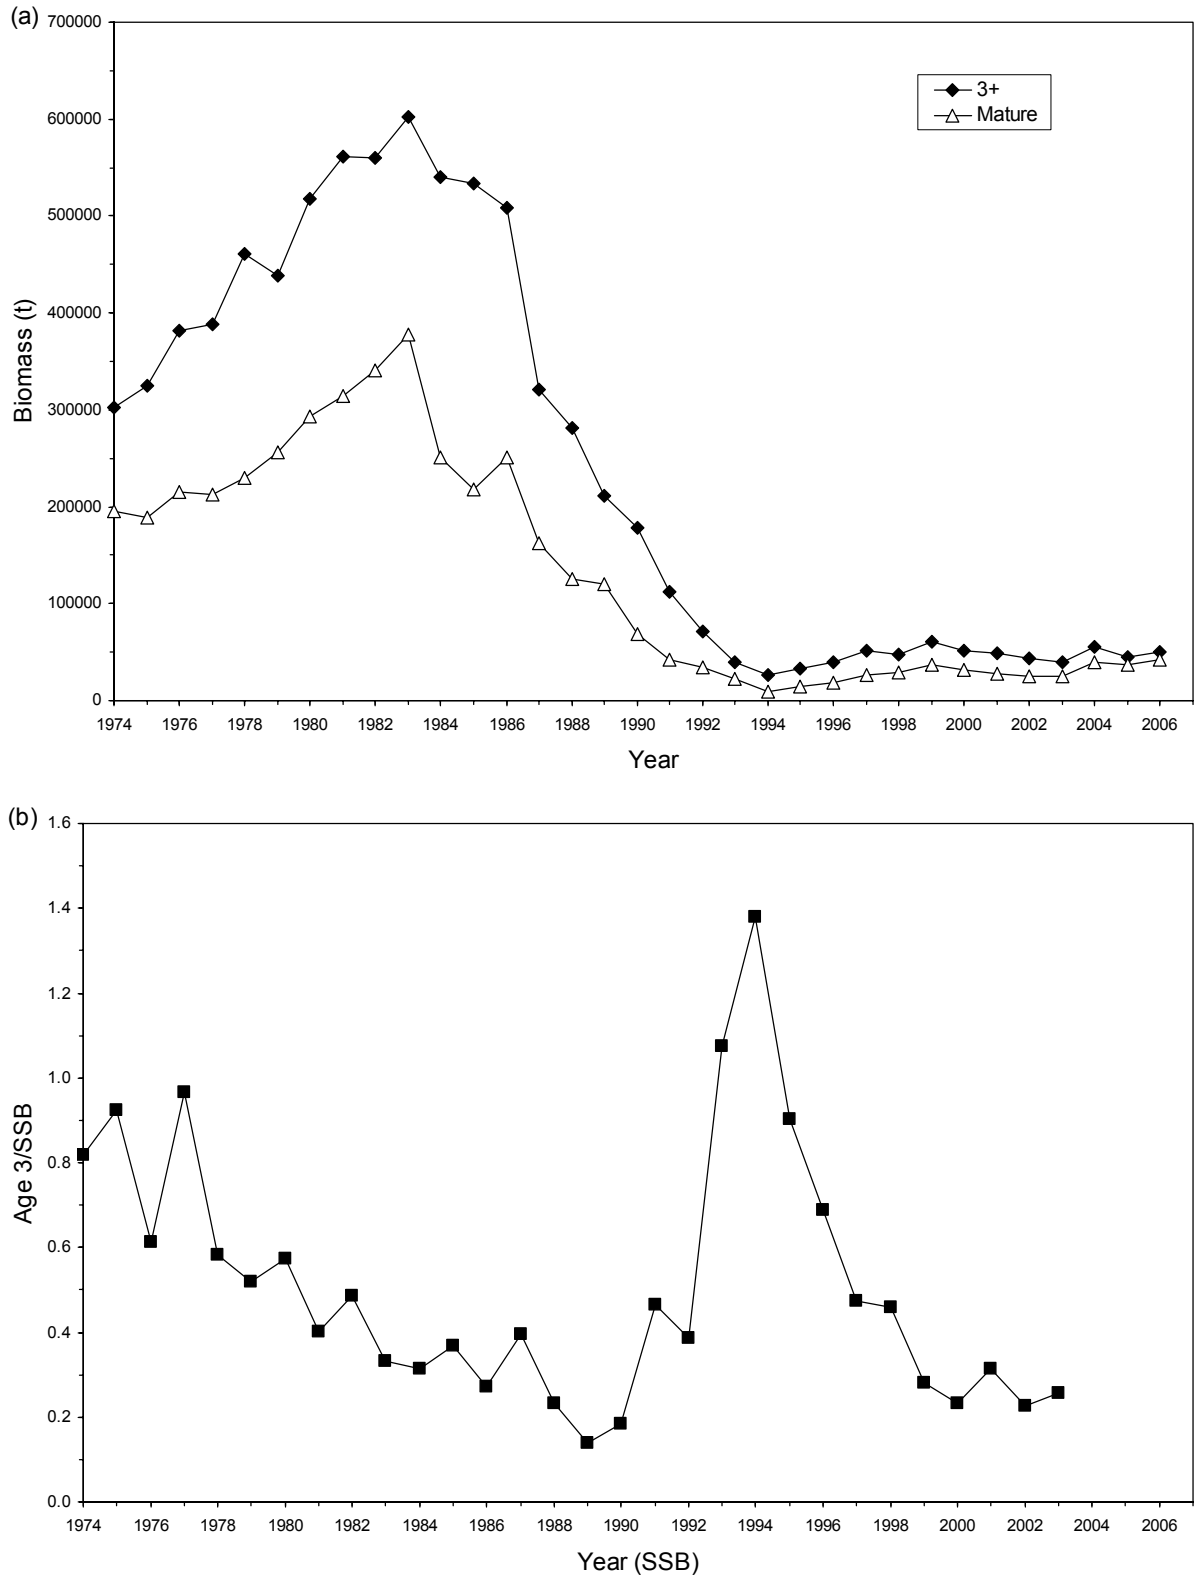 (a)
700000
600000
500000
400000
300000
200000
100000
0
Biomass (t)
3+
Mature
1974 1976 1978 1980 1982 1984 1986 1988 1990 1992 1994 1996 1998 2000 2002 2004 2006
Year
(b)
1.6
1.4
1.2
1.0
0.8
0.6
0.4
0.2
0.0
Age 3/SSB
1974 1976 1978 1980 1982 1984 1986 1988 1990 1992 1994 1996 1998 2000 2002 2004 2006
Year (SSB)